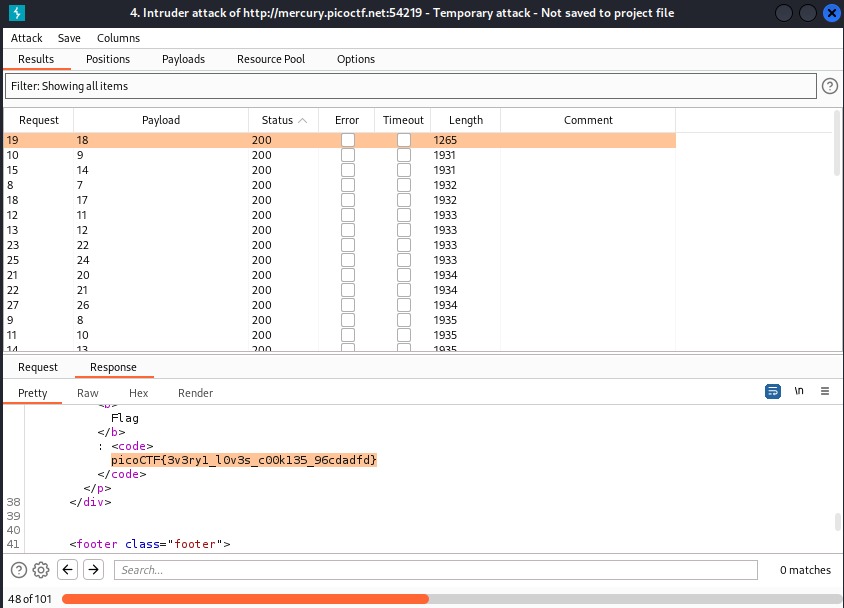 4. Intruder attack of http://mercury.picoctf.net:54219 - Temporary attack - Not saved to project file
Attack Save Columns
Results Positions Payloads Resource Pool Options
Filter: Showing all items
Request Payload Status Error Timeout Length Comment
19 18 200 1265
10 9 200 1931
15 14 200 1931
8 7 200 1932
18 17 200 1932
12 11 200 1933
13 12 200 1933
23 22 200 1933
25 24 200 1933
21 20 200 1934
22 21 200 1934
27 26 200 1934
9 8 200 1935
11 10 200 1935
14 13 200 1935
Request Response
Pretty Raw Hex Render \n
<b>
Flag
</b>
: <code>
picoCTF{3v3ry1_l0v3s_c00k135_96cdadfd}
</code>
</p>
38 </div>
39
40
41 <footer class="footer">
Search... 0 matches
48 of 101